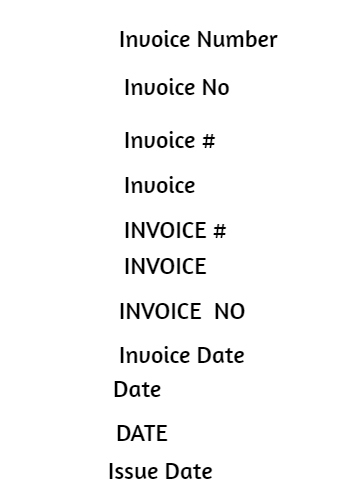 Invoice Number
Invoice No
Invoice #
Invoice
INVOICE #
INVOICE
INVOICE NO
Invoice Date
Date
DATE
Issue Date